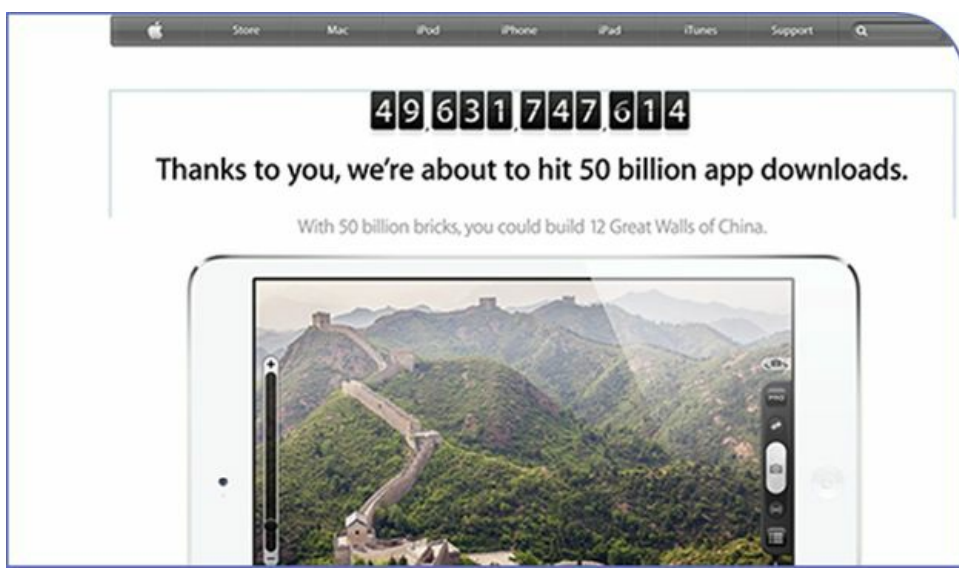 Store Mac iPod iPhone iPad iTunes Support
49,631,747,614
Thanks to you, we're about to hit 50 billion app downloads.
With 50 billion bricks, you could build 12 Great Walls of China.
+
PRO
−